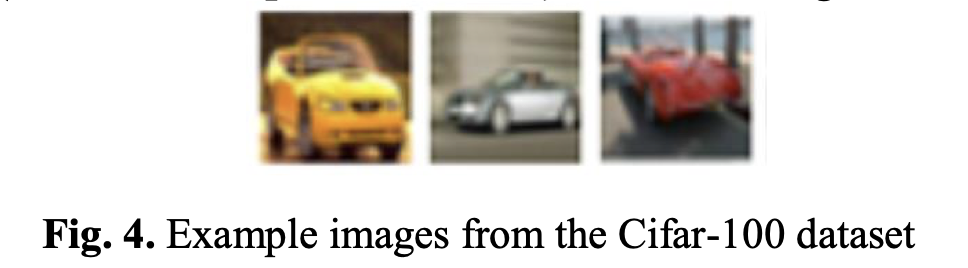 Fig. 4. Example images from the Cifar-100 dataset